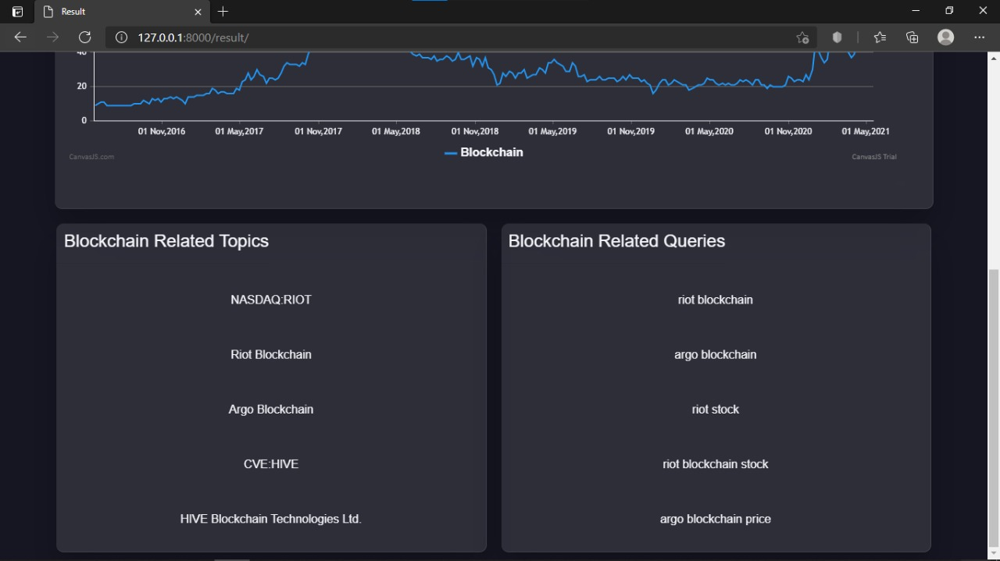 Result
127.0.0.1:8000/result/
40
20
0
01 Nov,2016 01 May,2017 01 Nov,2017 01 May,2018 01 Nov,2018 01 May,2019 01 Nov,2019 01 May,2020 01 Nov,2020 01 May,2021
Blockchain
CanvasJS.com CanvasJS Trial
Blockchain Related Topics
NASDAQ:RIOT
Riot Blockchain
Argo Blockchain
CVE:HIVE
HIVE Blockchain Technologies Ltd.
Blockchain Related Queries
riot blockchain
argo blockchain
riot stock
riot blockchain stock
argo blockchain price